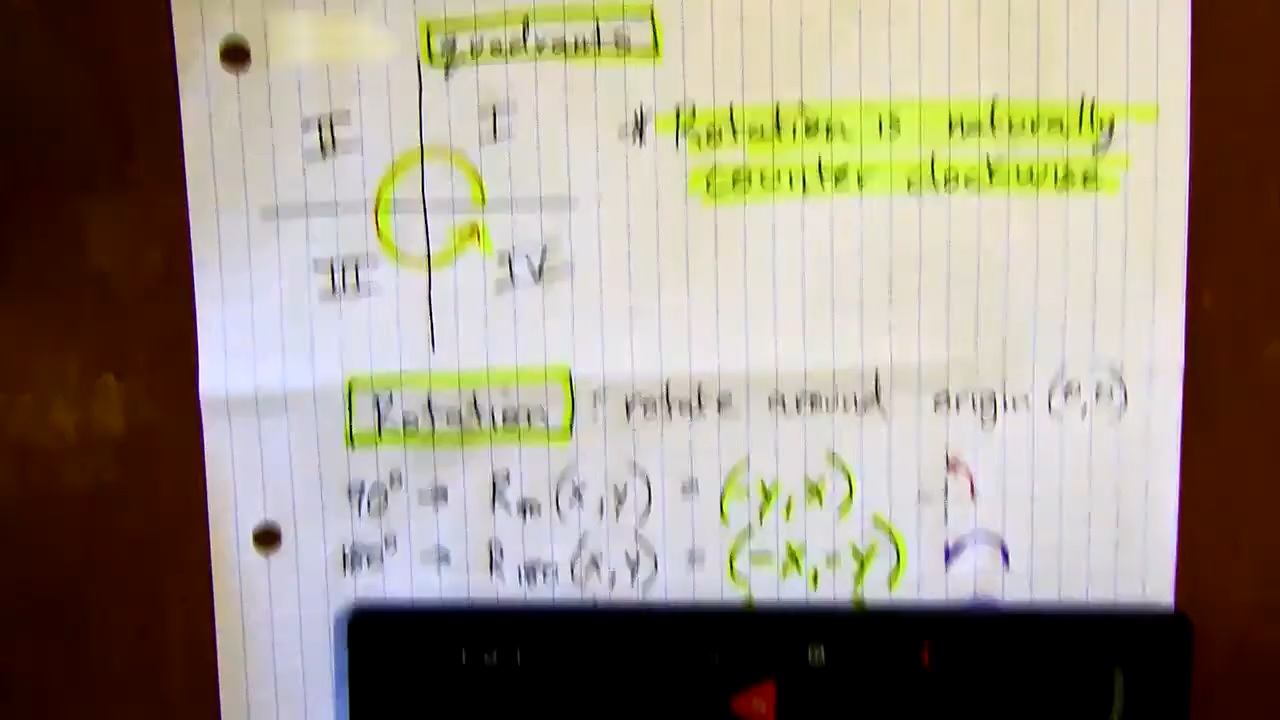 quadrants
II I
* Rotation is naturally
counter clockwise
III IV
Rotation : rotate around origin (0,0)
90° → R₉₀ (x,y) = (-y,x) =
180° → R₁₈₀ (x,y) = (-x,-y)